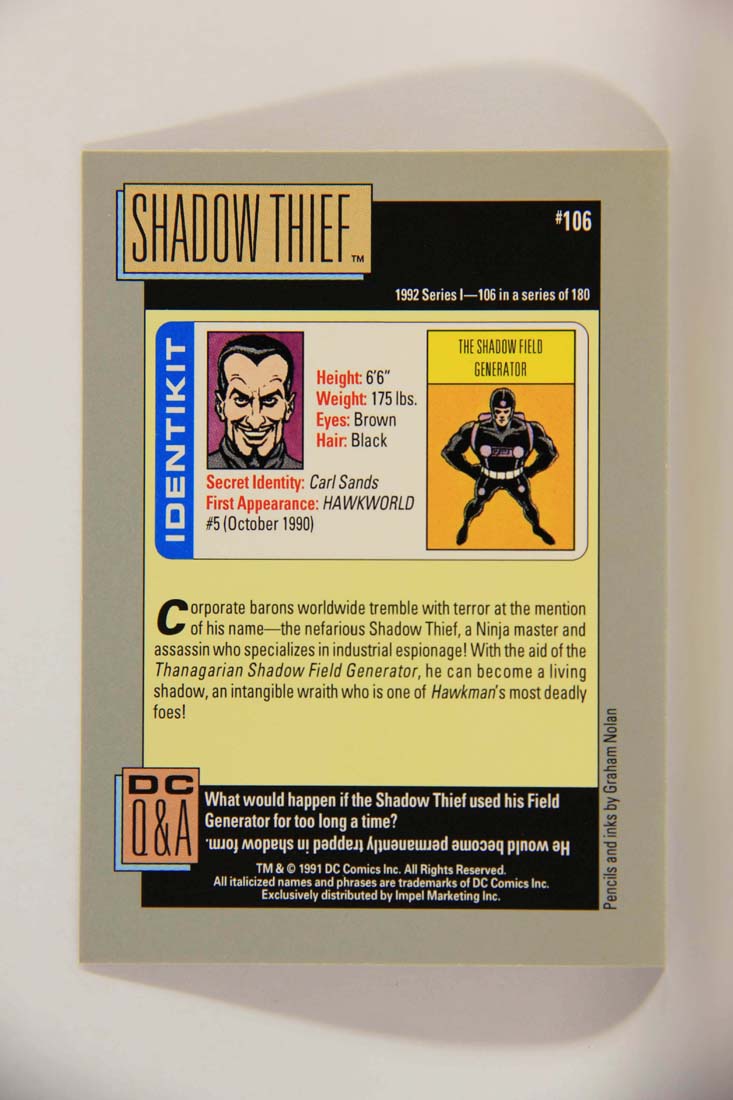 SHADOW THIEF™
#106
1992 Series I—106 in a series of 180
IDENTIKIT
Height: 6'6"
Weight: 175 lbs.
Eyes: Brown
Hair: Black
Secret Identity: Carl Sands
First Appearance: HAWKWORLD
#5 (October 1990)
THE SHADOW FIELD
GENERATOR
Corporate barons worldwide tremble with terror at the mention
of his name—the nefarious Shadow Thief, a Ninja master and
assassin who specializes in industrial espionage! With the aid of the
Thanagarian Shadow Field Generator, he can become a living
shadow, an intangible wraith who is one of Hawkman's most deadly
foes!
DC
Q&A
What would happen if the Shadow Thief used his Field
Generator for too long a time?
He would become permanently trapped in shadow form.
TM & © 1991 DC Comics Inc. All Rights Reserved.
All italicized names and phrases are trademarks of DC Comics Inc.
Exclusively distributed by Impel Marketing Inc.
Pencils and inks by Graham Nolan